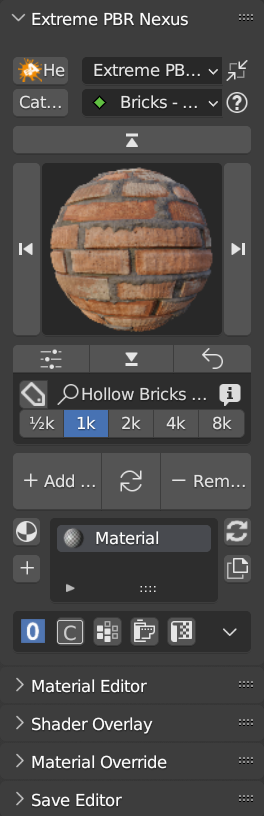 Extreme PBR Nexus
He Extreme PB...
Cat... Bricks - ...
Hollow Bricks ...
½k 1k 2k 4k 8k
+ Add ... − Rem...
Material
0 C
Material Editor
Shader Overlay
Material Override
Save Editor